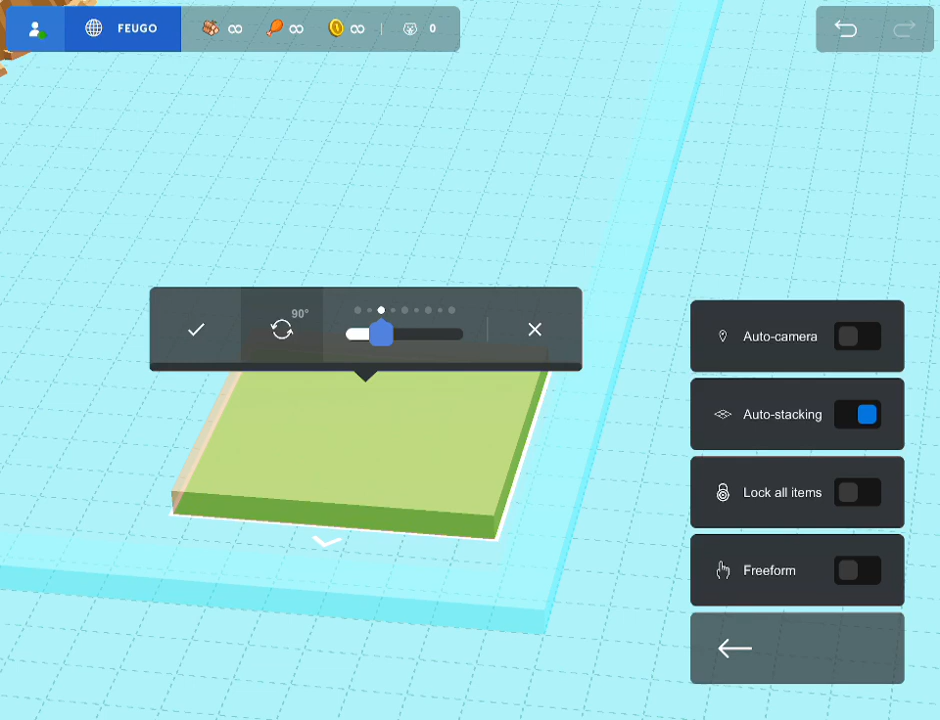 FEUGO ∞ ∞ ∞ 0
90°
Auto-camera
Auto-stacking
Lock all items
Freeform